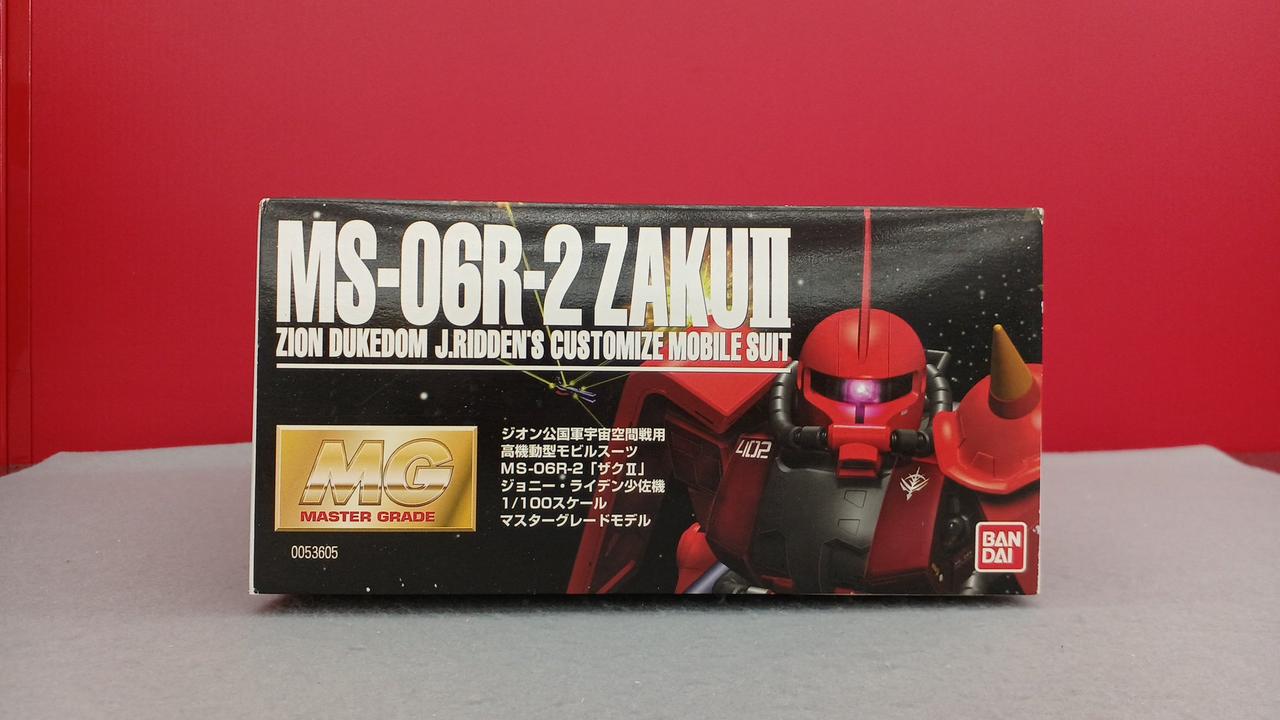 MS-06R-2 ZAKUII
ZION DUKEDOM J.RIDDEN'S CUSTOMIZE MOBILE SUIT
MG
MASTER GRADE
0053605
ジオン公国軍宇宙空間戦用
高機動型モビルスーツ
MS-06R-2「ザクⅡ」
ジョニー・ライデン少佐機
1/100スケール
マスターグレードモデル
402
BAN
DAI